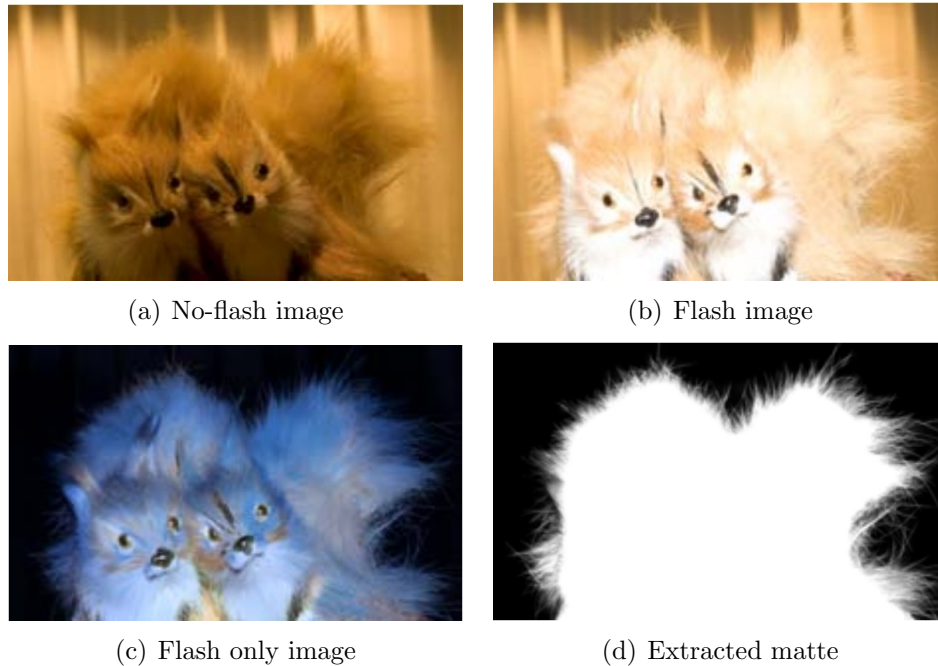 (a) No-flash image
(b) Flash image
(c) Flash only image
(d) Extracted matte